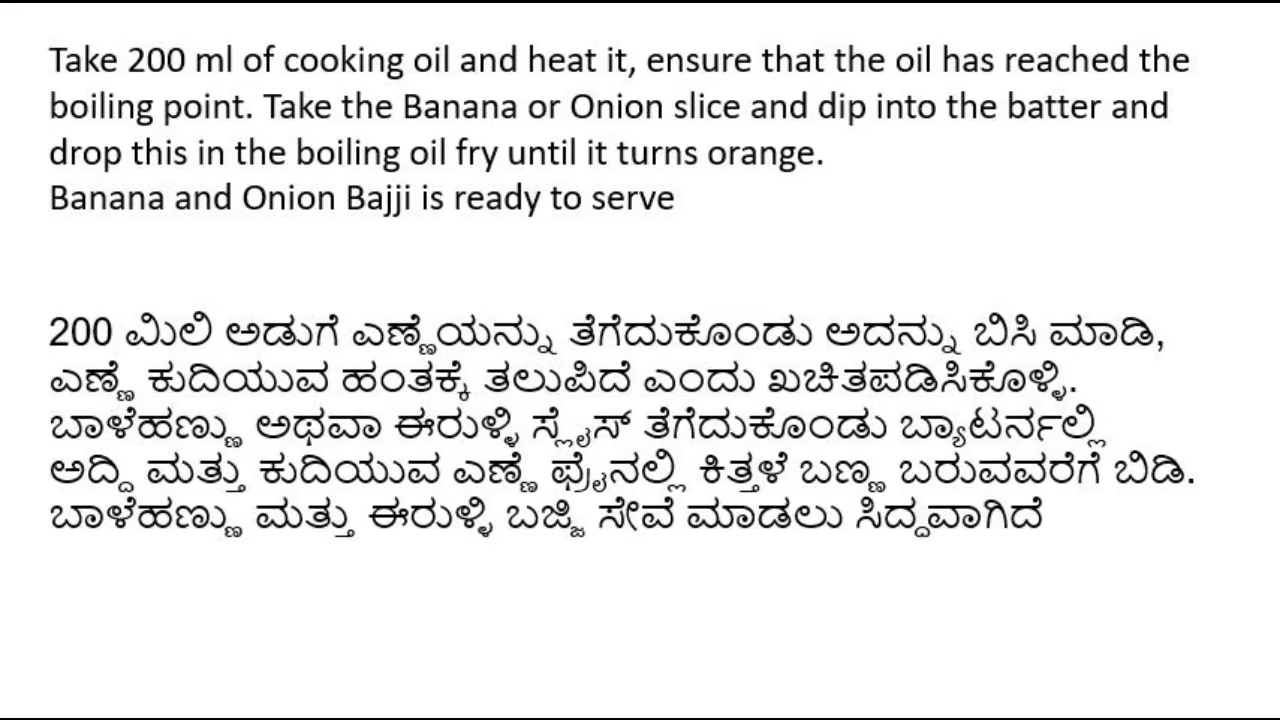 Take 200 ml of cooking oil and heat it, ensure that the oil has reached the
boiling point. Take the Banana or Onion slice and dip into the batter and
drop this in the boiling oil fry until it turns orange.
Banana and Onion Bajji is ready to serve
200 ಮಿಲಿ ಅಡುಗೆ ಎಣ್ಣೆಯನ್ನು ತೆಗೆದುಕೊಂಡು ಅದನ್ನು ಬಿಸಿ ಮಾಡಿ,
ಎಣ್ಣೆ ಕುದಿಯುವ ಹಂತಕ್ಕೆ ತಲುಪಿದೆ ಎಂದು ಖಚಿತಪಡಿಸಿಕೊಳ್ಳಿ.
ಬಾಳೆಹಣ್ಣು ಅಥವಾ ಈರುಳ್ಳಿ ಸ್ಲೈಸ್ ತೆಗೆದುಕೊಂಡು ಬ್ಯಾಟರ್ನಲ್ಲಿ
ಅದ್ದಿ ಮತ್ತು ಕುದಿಯುವ ಎಣ್ಣೆ ಫ್ರೈನಲ್ಲಿ ಕಿತ್ತಳೆ ಬಣ್ಣ ಬರುವವರೆಗೆ ಬಿಡಿ.
ಬಾಳೆಹಣ್ಣು ಮತ್ತು ಈರುಳ್ಳಿ ಬಜ್ಜಿ ಸೇವೆ ಮಾಡಲು ಸಿದ್ದವಾಗಿದೆ